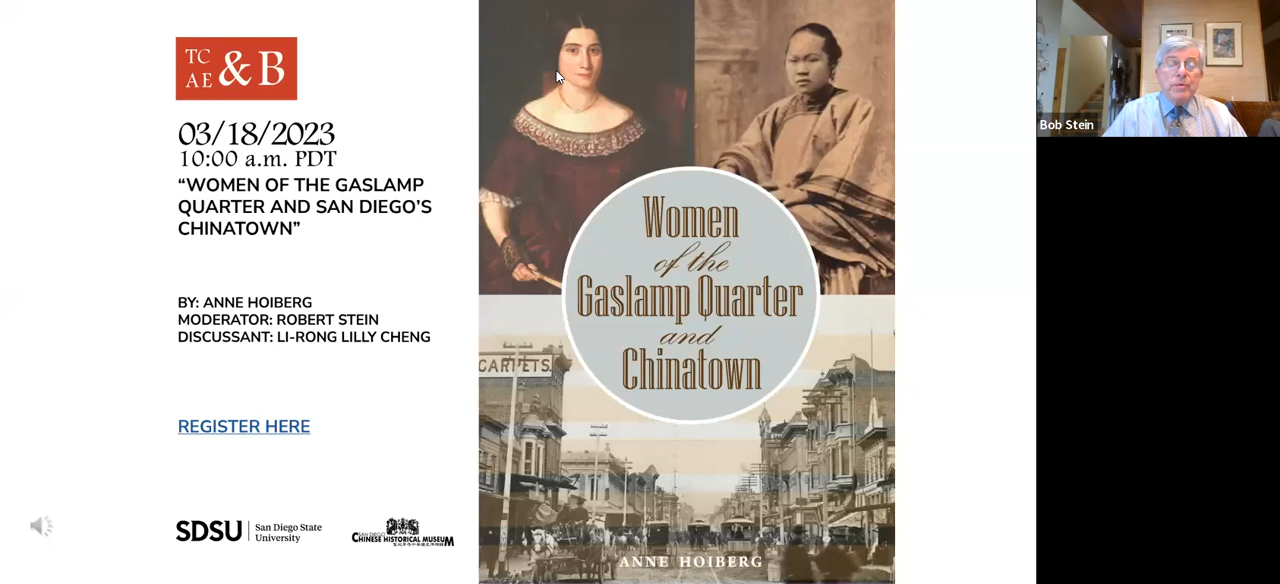 TC
AE & B
03/18/2023
10:00 a.m. PDT
“WOMEN OF THE GASLAMP
QUARTER AND SAN DIEGO’S
CHINATOWN”
BY: ANNE HOIBERG
MODERATOR: ROBERT STEIN
DISCUSSANT: LI-RONG LILLY CHENG
REGISTER HERE
SDSU San Diego State
University
SAN DIEGO
CHINESE HISTORICAL MUSEUM
Women
of the
Gaslamp Quarter
and
Chinatown
CARPETS.
ANNE HOIBERG
Bob Stein